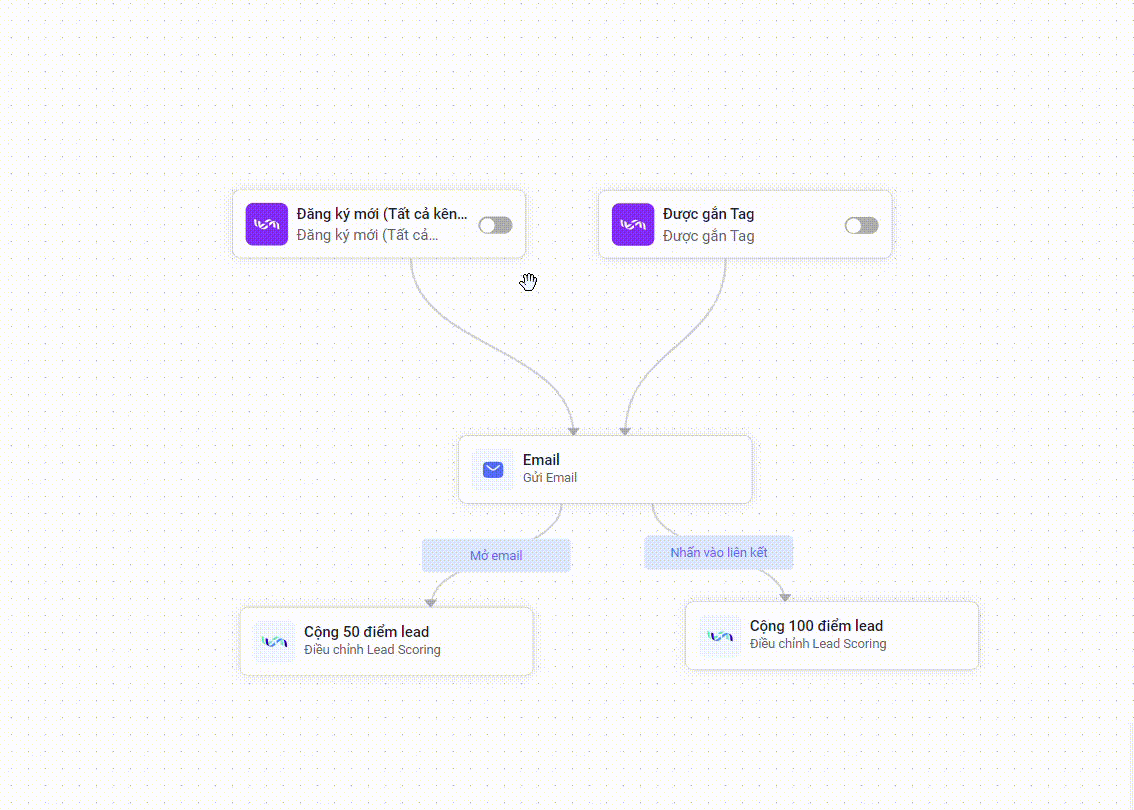 Đăng ký mới (Tất cả kên...
Đăng ký mới (Tất cả...
Được gắn Tag
Được gắn Tag
Email
Gửi Email
Mở email
Nhấn vào liên kết
Cộng 50 điểm lead
Điều chỉnh Lead Scoring
Cộng 100 điểm lead
Điều chỉnh Lead Scoring